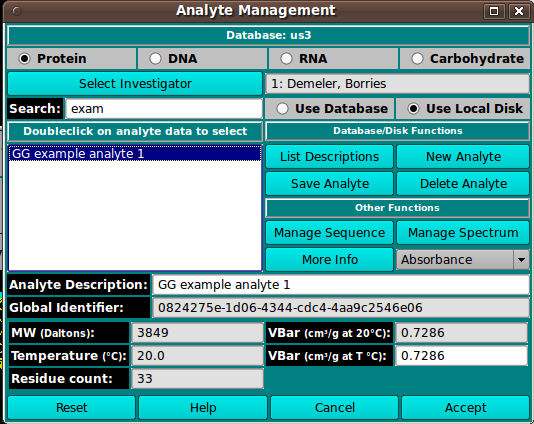 Analyte Management
Database: us3
Protein DNA RNA Carbohydrate
Select Investigator 1: Demeler, Borries
Search: exam Use Database Use Local Disk
Doubleclick on analyte data to select Database/Disk Functions
GG example analyte 1 List Descriptions New Analyte
Save Analyte Delete Analyte
Other Functions
Manage Sequence Manage Spectrum
More Info Absorbance
Analyte Description: GG example analyte 1
Global Identifier: 0824275e-1d06-4344-cdc4-4aa9c2546e06
MW (Daltons): 3849 VBar (cm³/g at 20°C): 0.7286
Temperature (°C): 20.0 VBar (cm³/g at T °C): 0.7286
Residue count: 33
Reset Help Cancel Accept